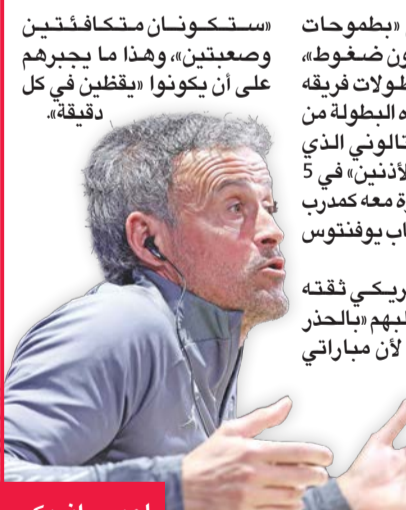 «بطموحات
ون ضغوط»،
طولات فريقه
ه البطولة من
تالوني الذي
لأذنين» في 5
رة معه كمدرب
اب يوفنتوس
ريكي ثقته
لبهم «بالحذر
لأن مباراتي
«ستكونان متكافئتين
وصعبتين»، وهذا ما يجبرهم
على أن يكونوا «يقظين في كل
دقيقة».